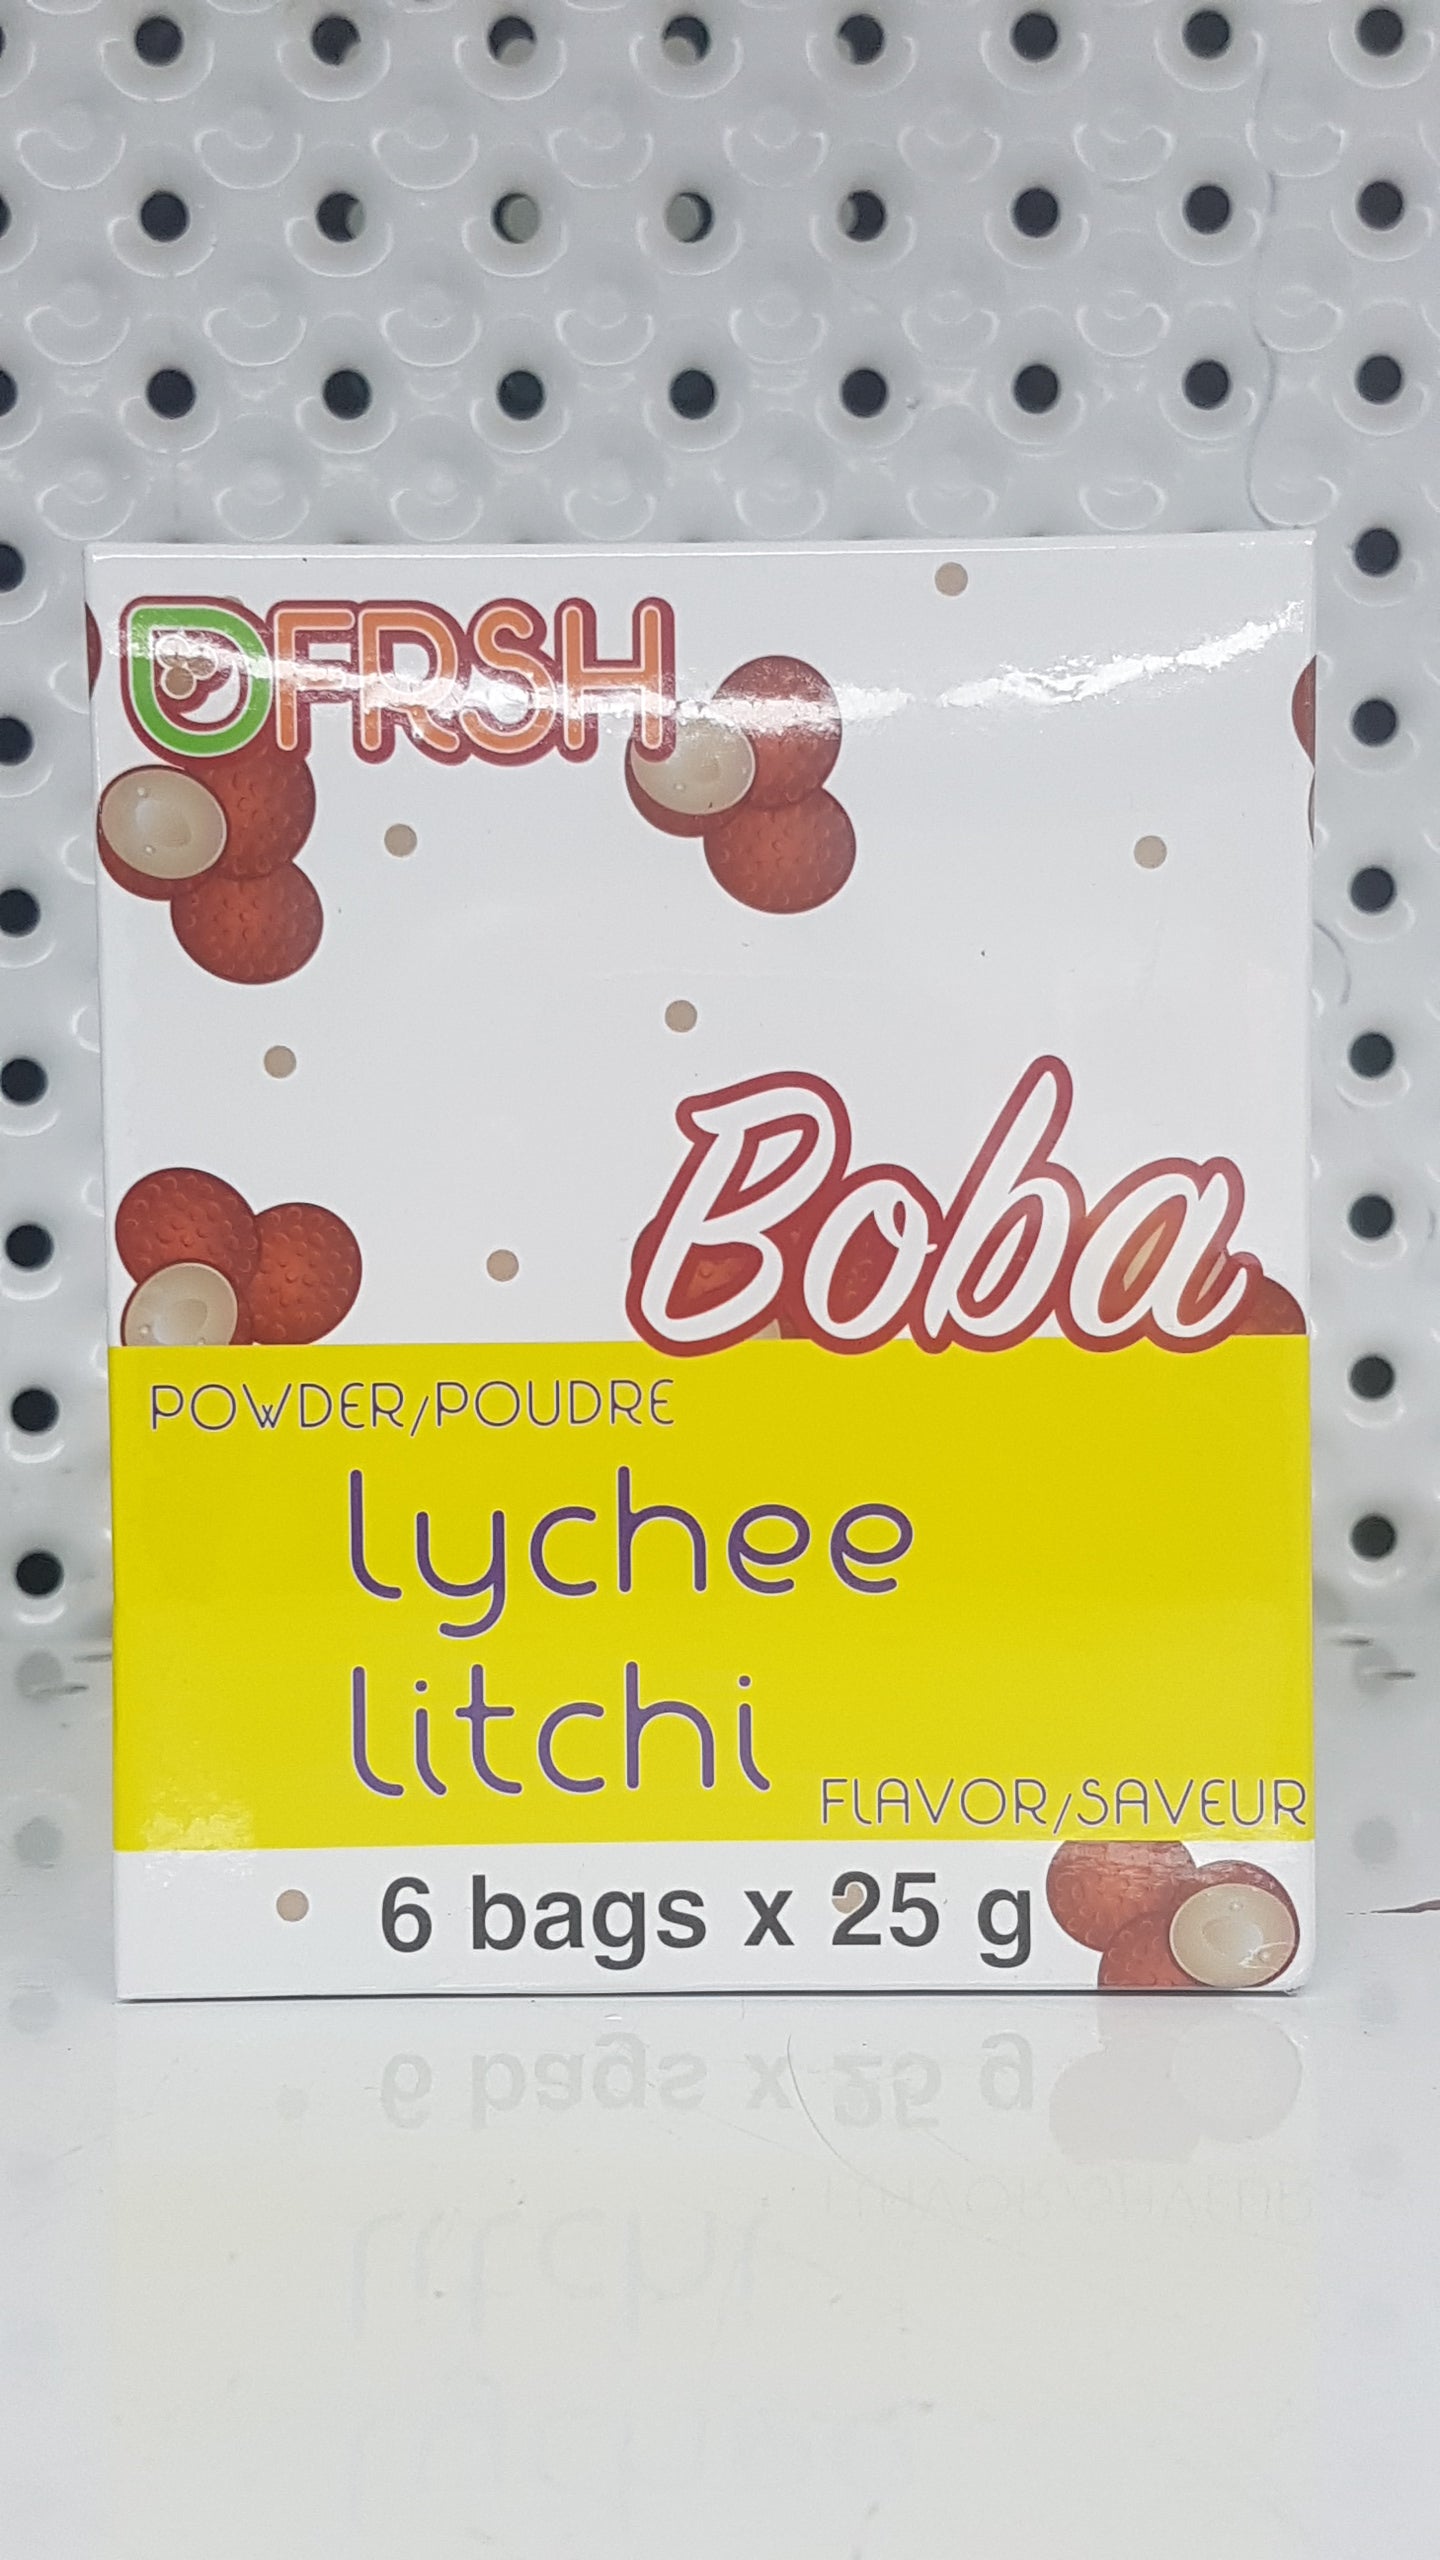 DFRSH
Boba
POWDER/POUDRE
lychee
litchi
FLAVOR/SAVEUR
6 bags x 25 g